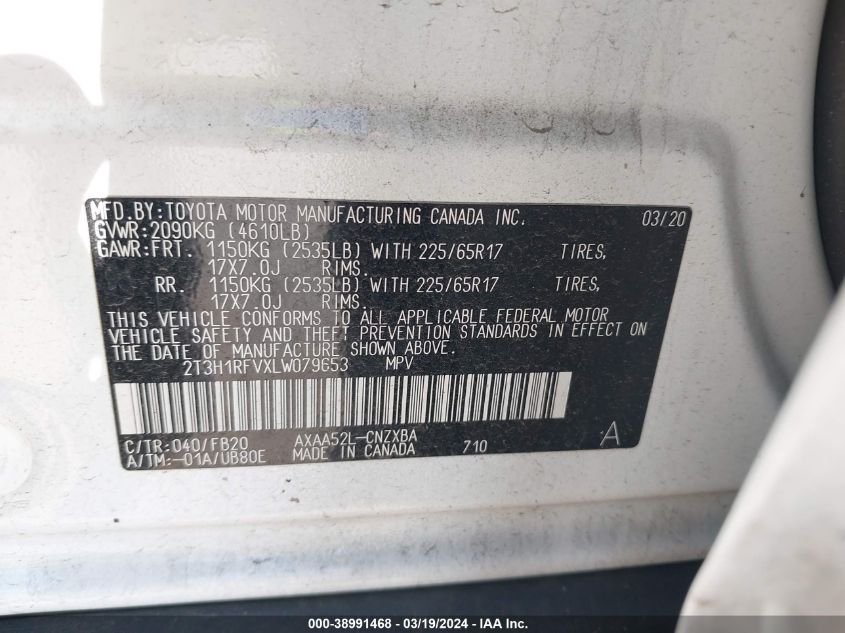 MFD.BY:TOYOTA MOTOR MANUFACTURING CANADA INC. 03/20
GVWR:2090KG (4610LB)
GAWR:FRT. 1150KG (2535LB) WITH 225/65R17 TIRES,
17X7.0J RIMS.
RR. 1150KG (2535LB) WITH 225/65R17 TIRES,
17X7.0J RIMS.
THIS VEHICLE CONFORMS TO ALL APPLICABLE FEDERAL MOTOR
VEHICLE SAFETY AND THEFT PREVENTION STANDARDS IN EFFECT ON
THE DATE OF MANUFACTURE SHOWN ABOVE.
2T3H1RFVXLW079653 MPV
C/TR:040/FB20 AXAA52L-CNZXBA A
A/TM:-01A/UB80E MADE IN CANADA 710
000-38991468 - 03/19/2024 - IAAI.com